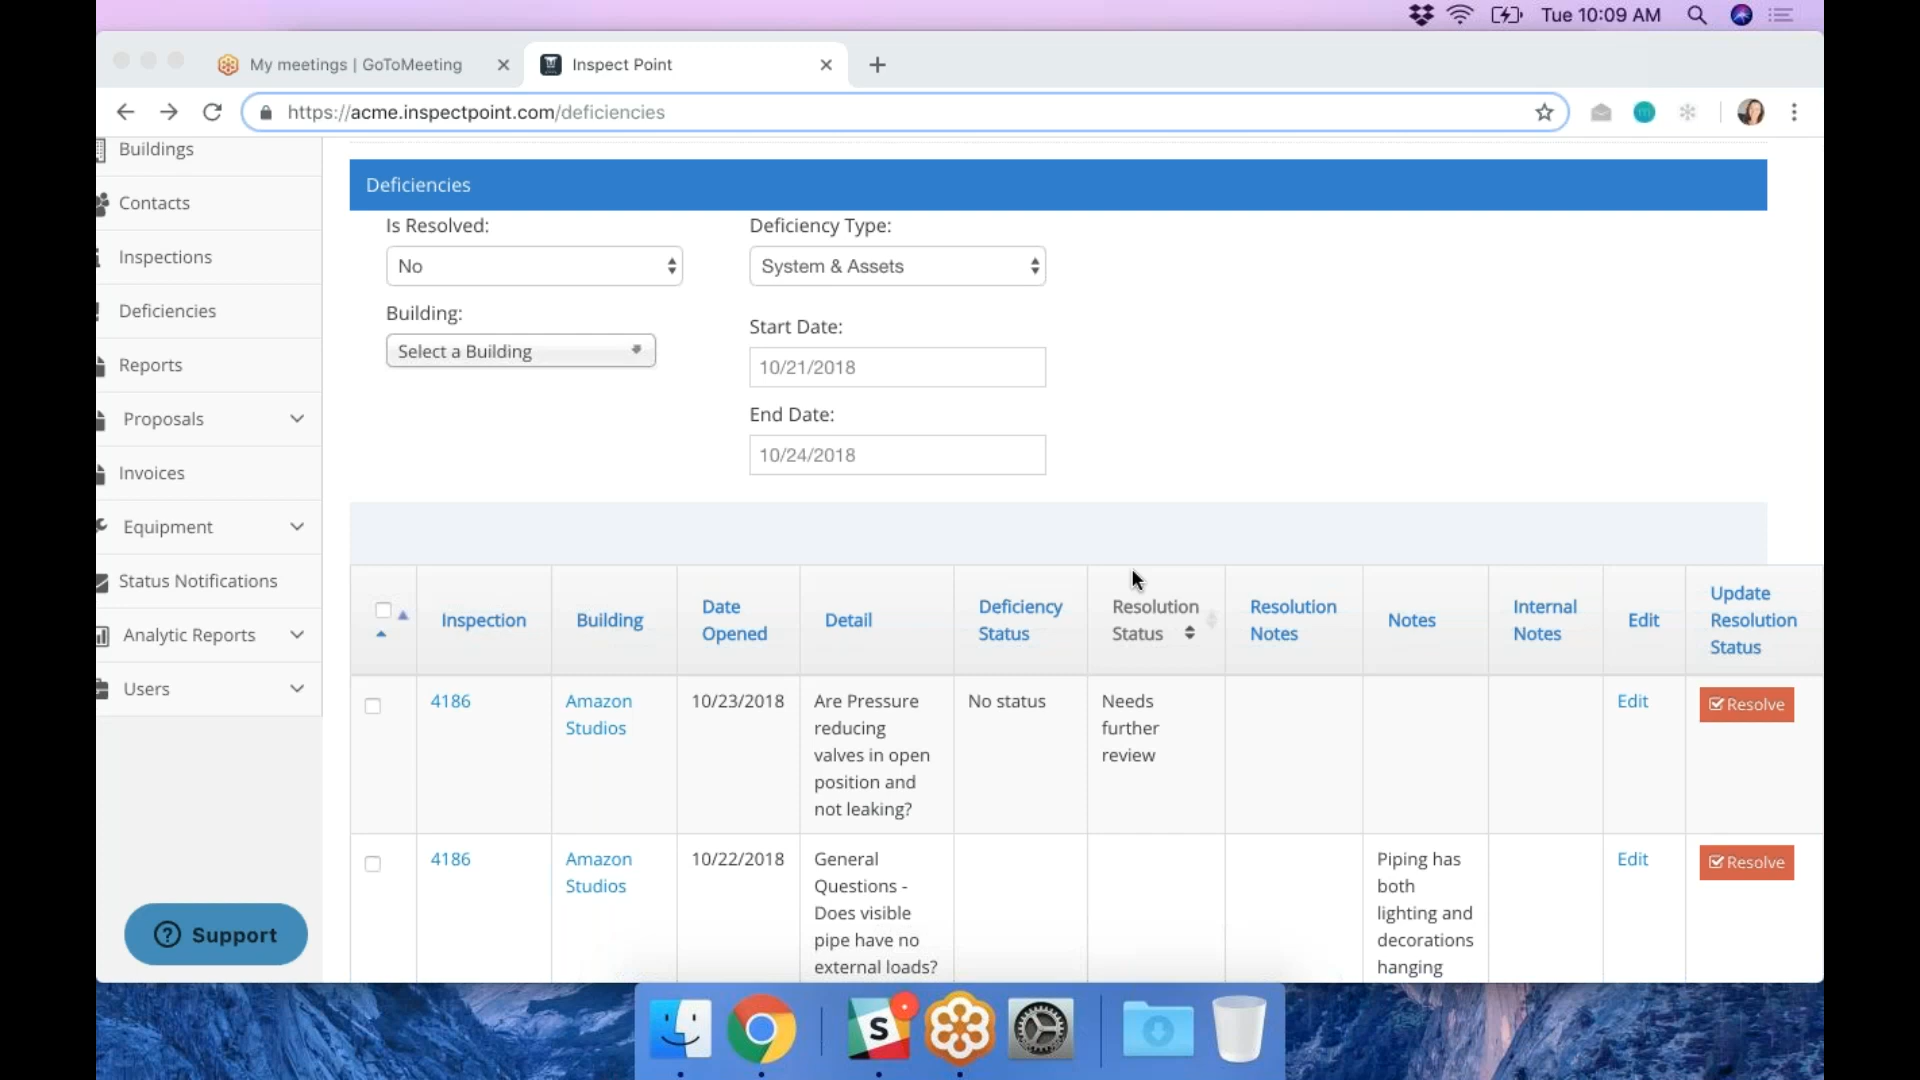 Tue 10:09 AM
My meetings | GoToMeeting
Inspect Point
https://acme.inspectpoint.com/deficiencies
Buildings
Contacts
Inspections
Deficiencies
Reports
Proposals
Invoices
Equipment
Status Notifications
Analytic Reports
Users
Support
Deficiencies
Is Resolved:
No
Building:
Select a Building
Deficiency Type:
System & Assets
Start Date:
10/21/2018
End Date:
10/24/2018
Inspection
Building
Date
Opened
Detail
Deficiency
Status
Resolution
Status
Resolution
Notes
Notes
Internal
Notes
Edit
Update
Resolution
Status
4186
Amazon
Studios
10/23/2018
Are Pressure
reducing
valves in open
position and
not leaking?
No status
Needs
further
review
Edit
Resolve
4186
Amazon
Studios
10/22/2018
General
Questions -
Does visible
pipe have no
external loads?
Piping has
both
lighting and
decorations
hanging
Edit
Resolve
S